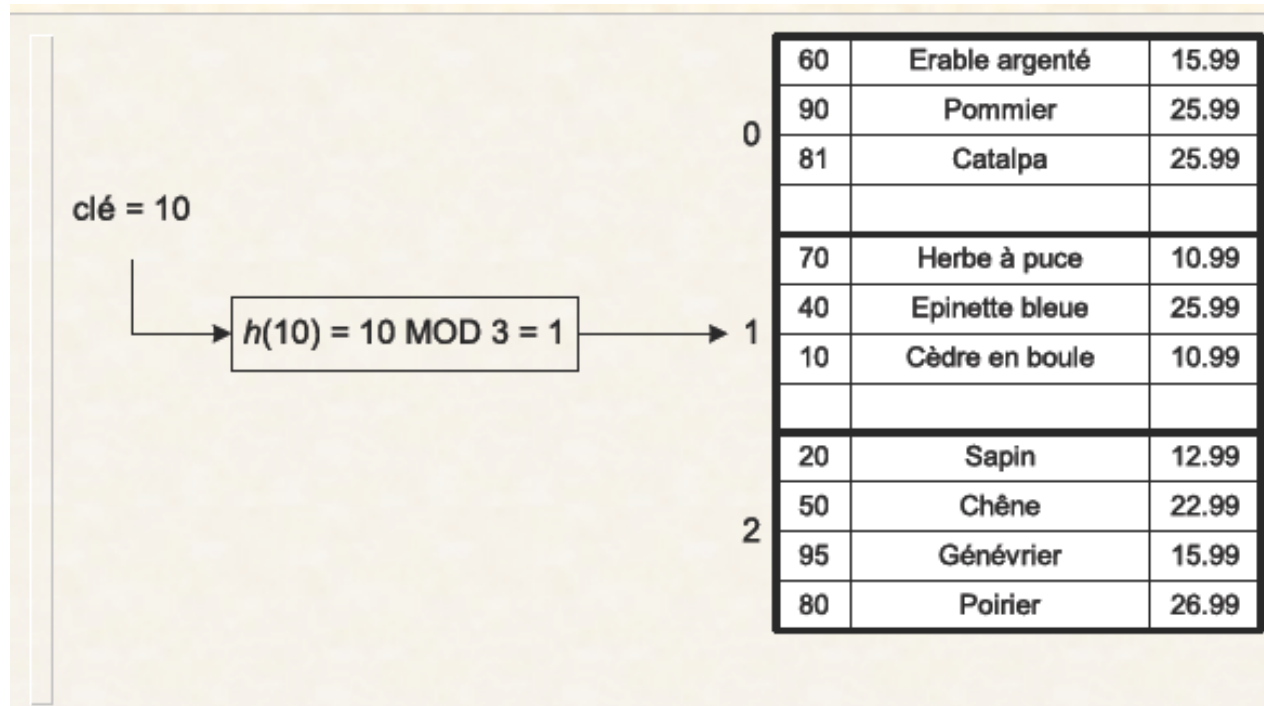 clé = 10
h(10) = 10 MOD 3 = 1
0
60 Erable argenté 15.99
90 Pommier 25.99
81 Catalpa 25.99
1
70 Herbe à puce 10.99
40 Epinette bleue 25.99
10 Cèdre en boule 10.99
2
20 Sapin 12.99
50 Chêne 22.99
95 Génévrier 15.99
80 Poirier 26.99